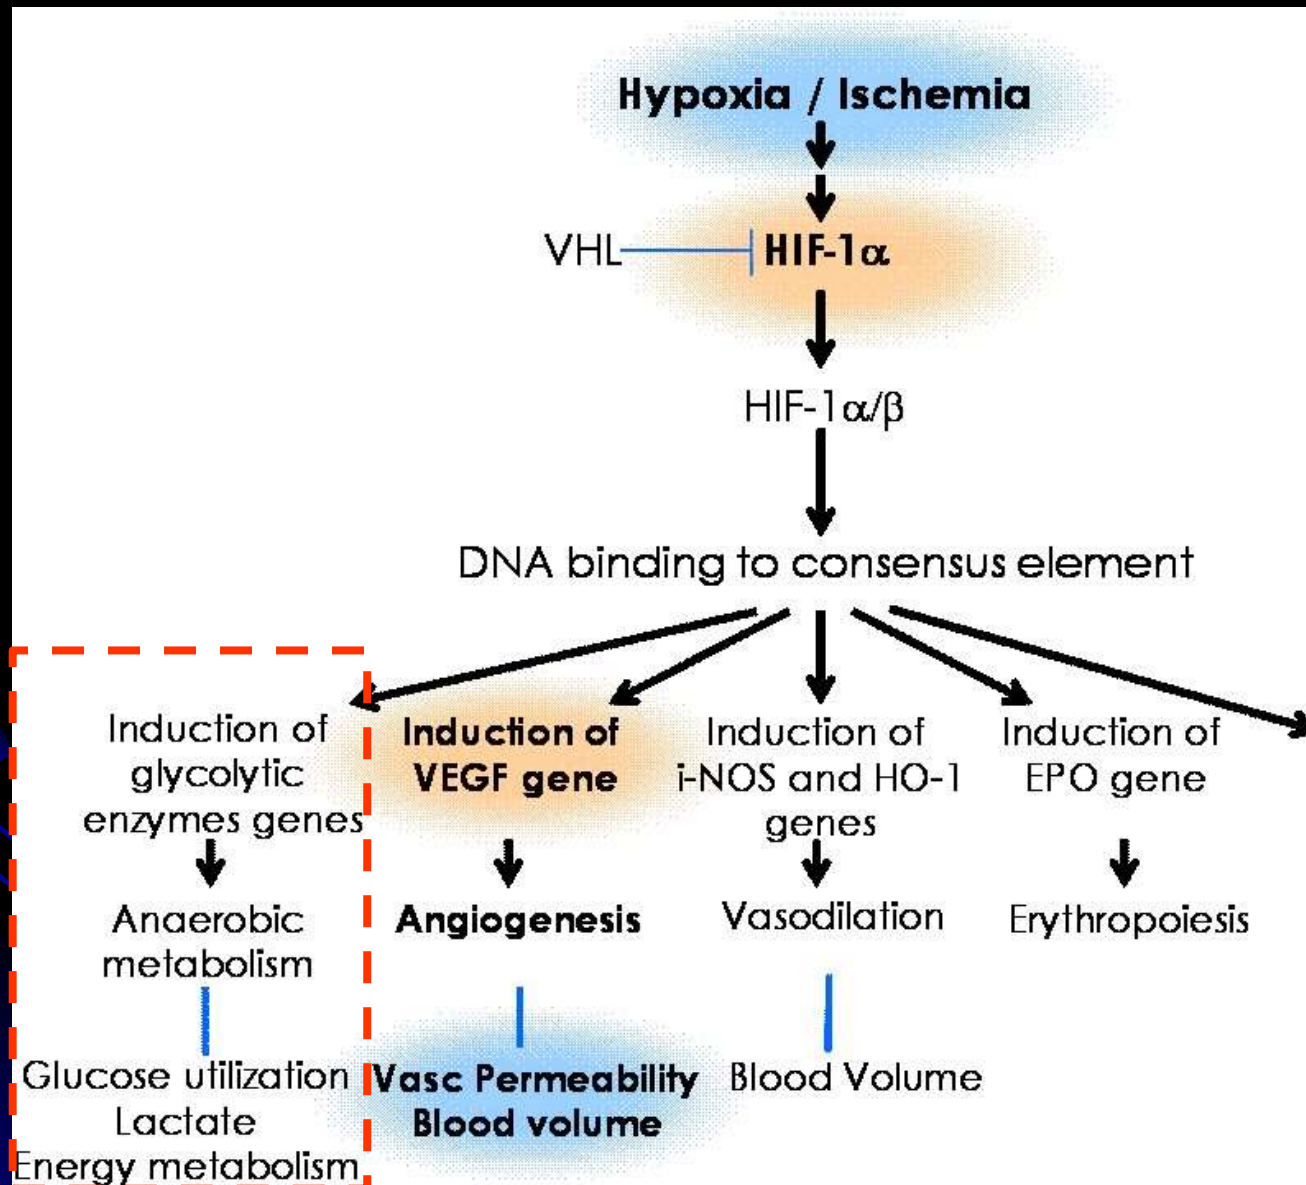 Hypoxia / Ischemia
VHL
HIF-1α
HIF-1α/β
DNA binding to consensus element
Induction of
glycolytic
enzymes genes
Anaerobic
metabolism
Glucose utilization
Lactate
Energy metabolism
Induction of
VEGF gene
Angiogenesis
Vasc Permeability
Blood volume
Induction of
i-NOS and HO-1
genes
Vasodilation
Blood Volume
Induction of
EPO gene
Erythropoiesis